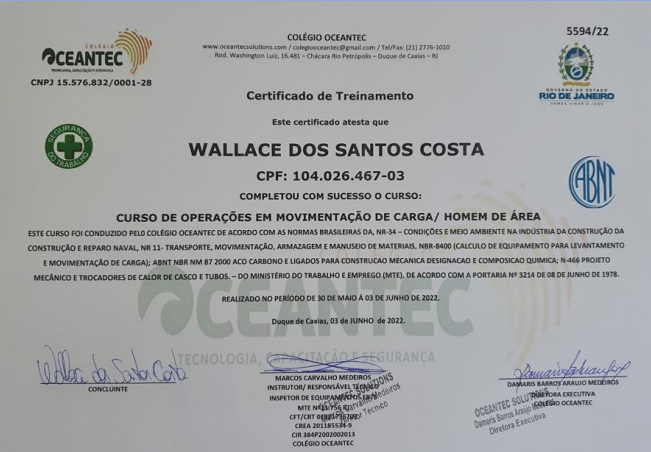 COLÉGIO OCEANTEC
www.oceantecsolutions.com / colegiooceantec@gmail.com / Tel/Fax: (21) 2776-1010
Rod. Washington Luiz, 16.481 – Chácara Rio Petrópolis – Duque de Caxias – RJ
5594/22
COLÉGIO
OCEANTEC
TECNOLOGIA, CAPACITAÇÃO & SEGURANÇA
CNPJ 15.576.832/0001-28
GOVERNO DO ESTADO
RIO DE JANEIRO
Certificado de Treinamento
Este certificado atesta que
SEGURANÇA
DO TRABALHO
WALLACE DOS SANTOS COSTA
CPF: 104.026.467-03
ABNT
COMPLETOU COM SUCESSO O CURSO:
CURSO DE OPERAÇÕES EM MOVIMENTAÇÃO DE CARGA/ HOMEM DE ÁREA
ESTE CURSO FOI CONDUZIDO PELO COLÉGIO OCEANTEC DE ACORDO COM AS NORMAS BRASILEIRAS DA, NR-34 – CONDIÇÕES E MEIO AMBIENTE NA INDÚSTRIA DA CONSTRUÇÃO DA
CONSTRUÇÃO E REPARO NAVAL, NR 11- TRANSPORTE, MOVIMENTAÇÃO, ARMAZAGEM E MANUSEIO DE MATERIAIS, NBR-8400 (CALCULO DE EQUIPAMENTO PARA LEVANTAMENTO
E MOVIMENTAÇÃO DE CARGA); ABNT NBR NM 87 2000 ACO CARBONO E LIGADOS PARA CONSTRUCAO MECANICA DESIGNACAO E COMPOSICAO QUIMICA; N-466 PROJETO
MECÂNICO E TROCADORES DE CALOR DE CASCO E TUBOS. – DO MINISTÉRIO DO TRABALHO E EMPREGO (MTE), DE ACORDO COM A PORTARIA Nº 3214 DE 08 DE JUNHO DE 1978.
OCEANTEC
REALIZADO NO PERÍODO DE 30 DE MAIO Á 03 DE JUNHO DE 2022.
Duque de Caxias, 03 de junho de 2022.
TECNOLOGIA, CAPACITAÇÃO E SEGURANÇA
Wallace dos Santos Costa
CONCLUINTE
MARCOS CARVALHO MEDEIROS
INSTRUTOR/ RESPONSÁVEL TÉCNICO
INSPETOR DE EQUIPAMENTOS
MTE Nº
CFT/CRT
CREA 201185534-9
CIR 384P2002002013
COLÉGIO OCEANTEC
OCEANTEC SOLUTIONS
Carvalho Medeiros
Técnico
DAMARIS BARROS ARAUJO MEDEIROS
DIRETORA EXECUTIVA
COLÉGIO OCEANTEC
OCEANTEC SOLUTIONS
Damaris Barros Araújo Medeiros
Diretora Executiva